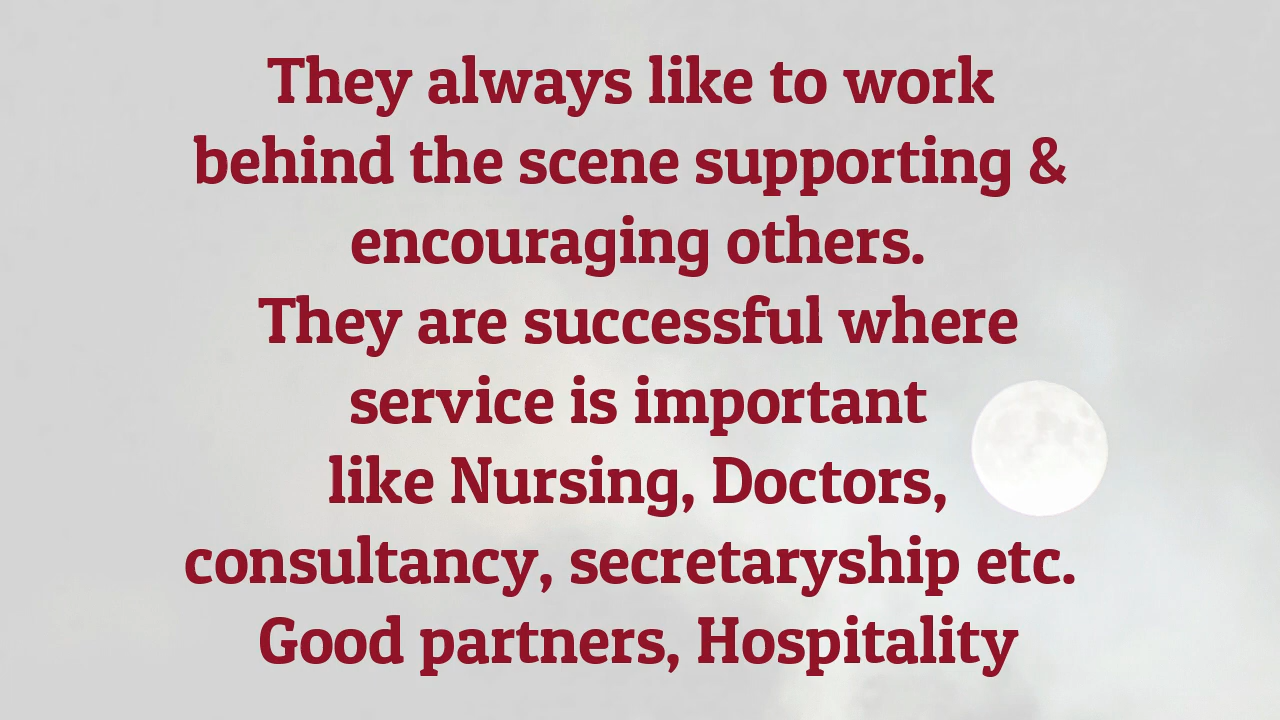 They always like to work
behind the scene supporting &
encouraging others.
They are successful where
service is important
like Nursing, Doctors,
consultancy, secretaryship etc.
Good partners, Hospitality